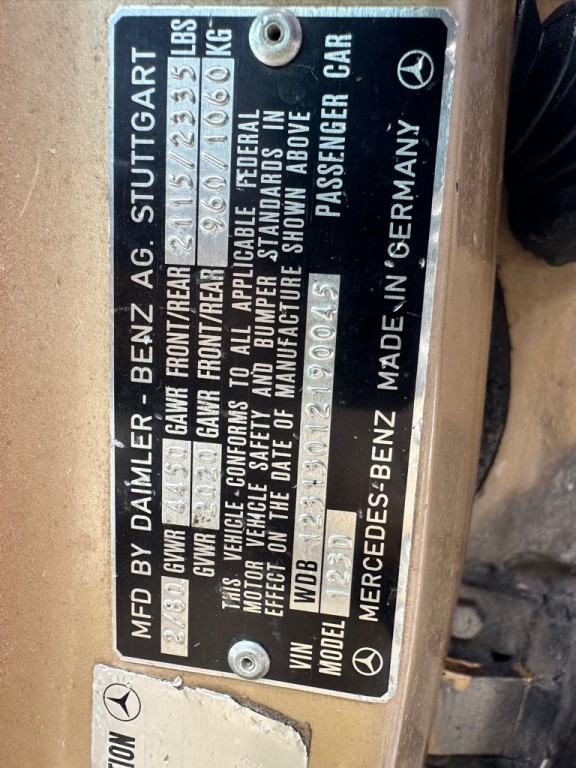 MFD BY DAIMLER - BENZ AG. STUTTGART
2/80 GVWR 4450 GAWR FRONT/REAR 2115/2335 LBS
GVWR 2020 GAWR FRONT/REAR 960/1060 KG
THIS VEHICLE CONFORMS TO ALL APPLICABLE FEDERAL
MOTOR VEHICLE SAFETY AND BUMPER STANDARDS IN
EFFECT ON THE DATE OF MANUFACTURE SHOWN ABOVE
VIN WDB 12313012190045
MODEL 123D PASSENGER CAR
MERCEDES-BENZ MADE IN GERMANY